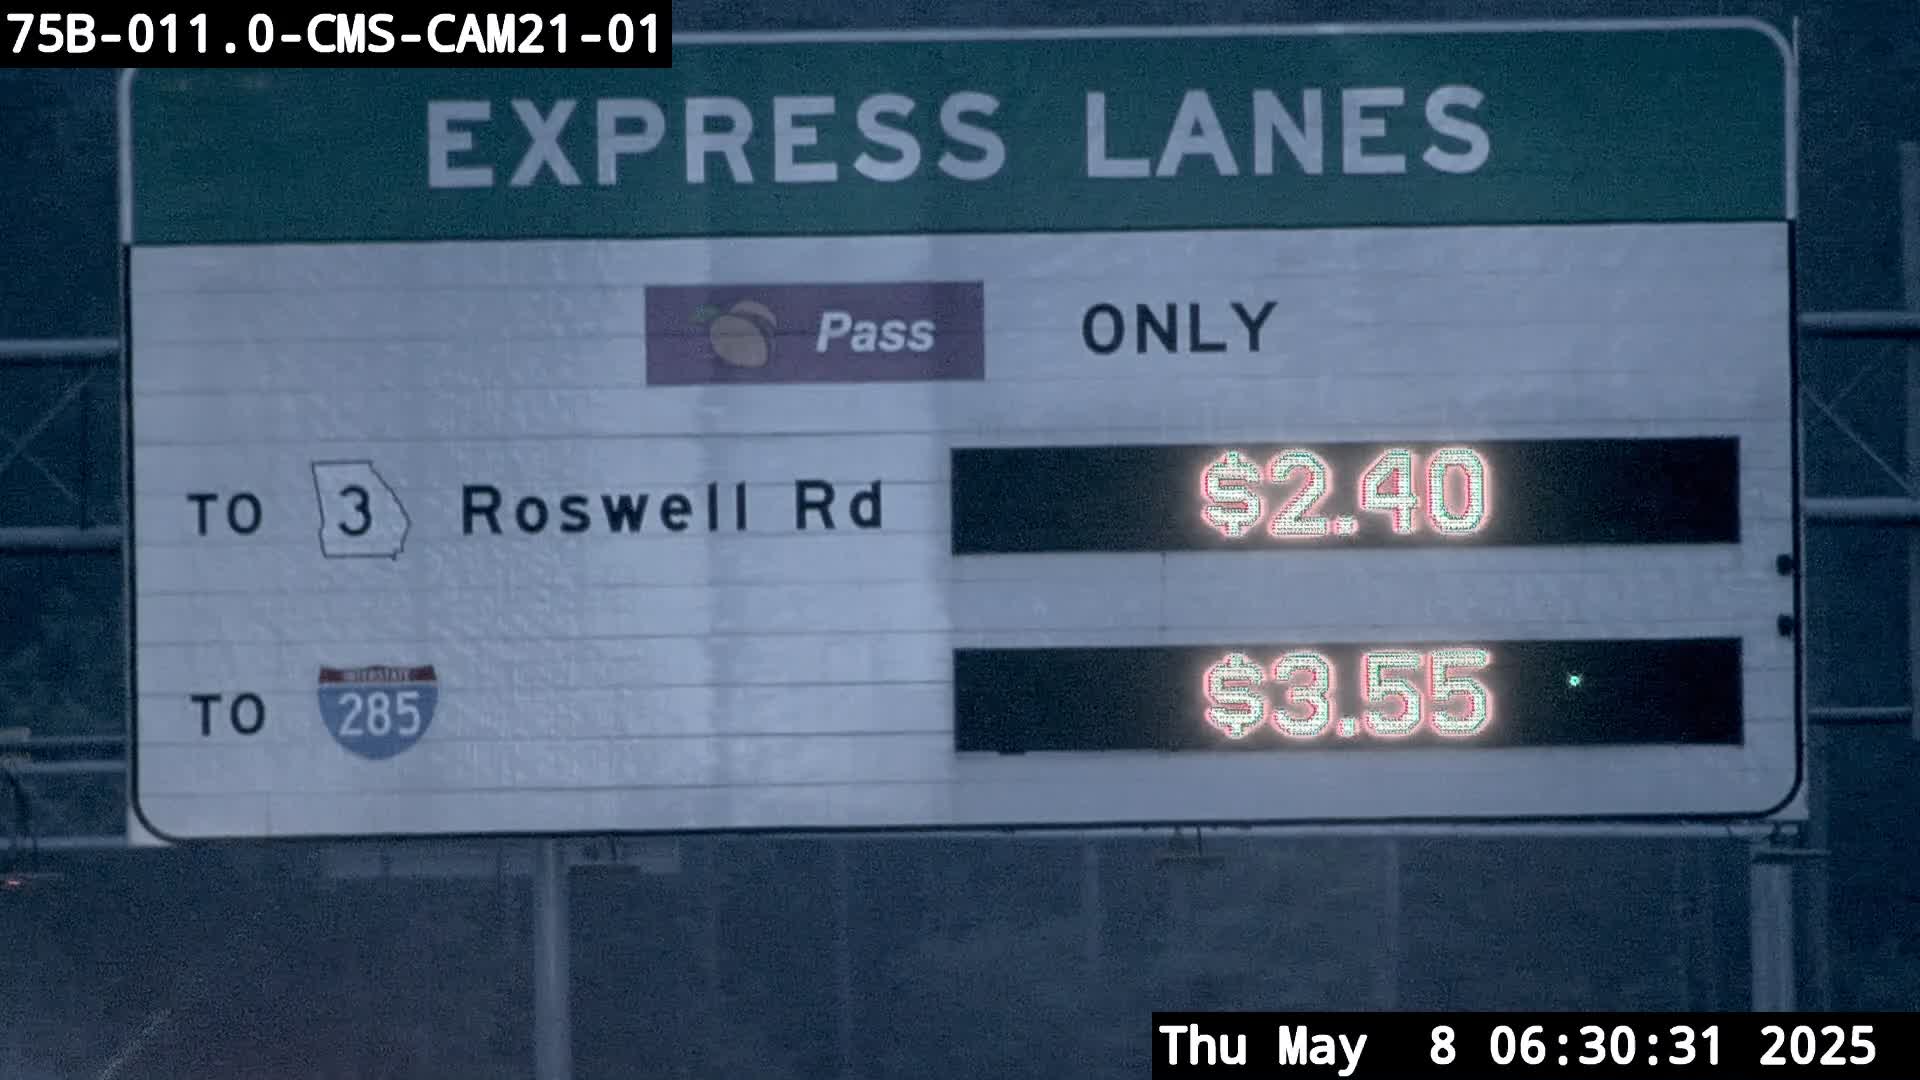 75B-011.0-CMS-CAM21-01
EXPRESS LANES
Pass ONLY
TO 3 Roswell Rd $2.40
INTERSTATE
TO 285 $3.55
Thu May 8 06:30:31 2025